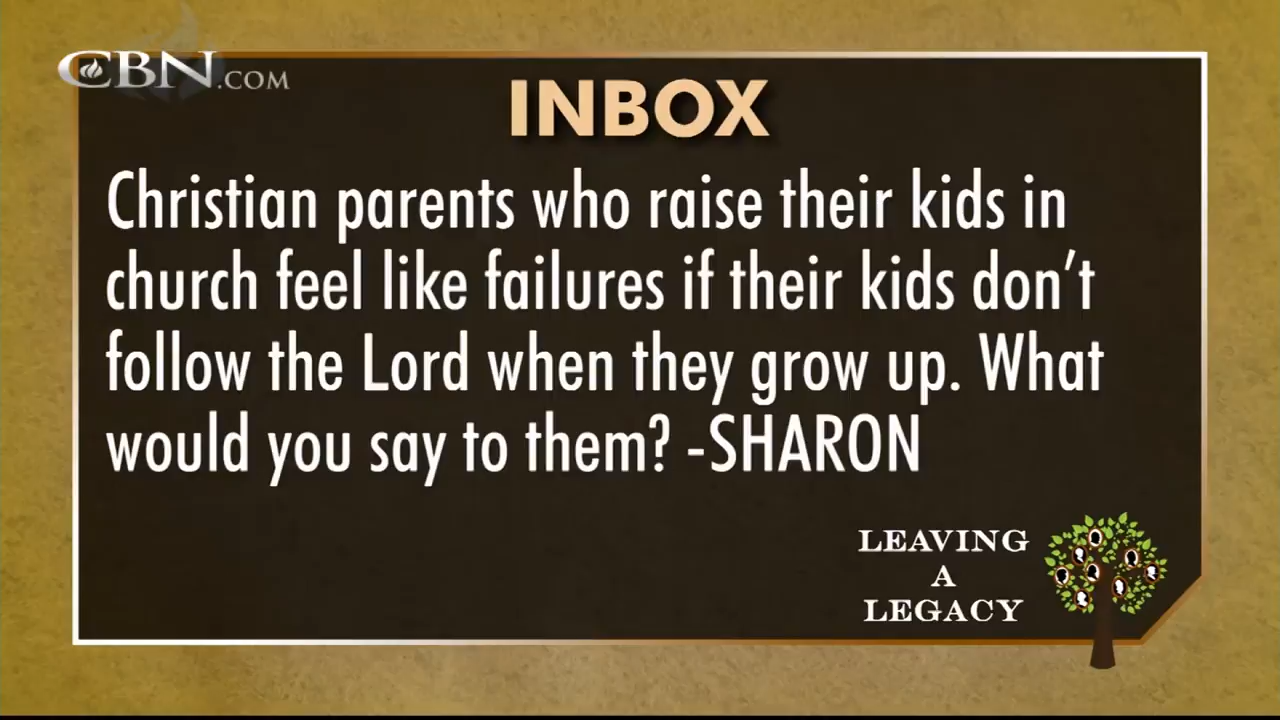 CBN.COM
INBOX
Christian parents who raise their kids in
church feel like failures if their kids don’t
follow the Lord when they grow up. What
would you say to them? -SHARON
LEAVING
A
LEGACY